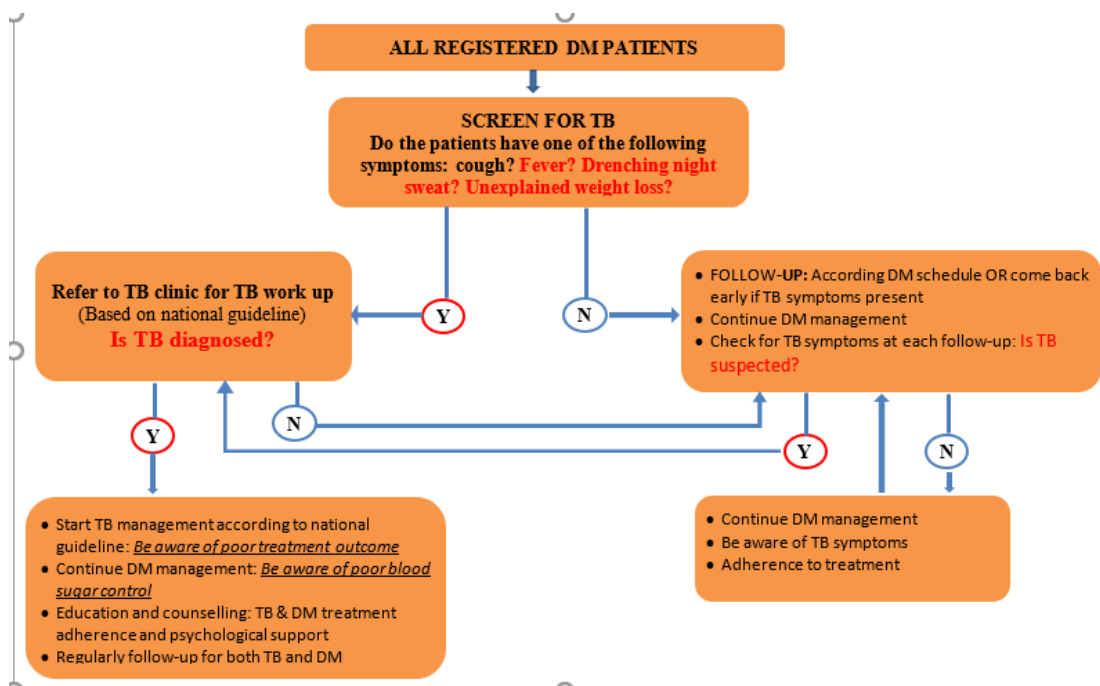 ALL REGISTERED DM PATIENTS
SCREEN FOR TB
Do the patients have one of the following
symptoms: cough? Fever? Drenching night
sweat? Unexplained weight loss?
Refer to TB clinic for TB work up
(Based on national guideline)
Is TB diagnosed?
Y
N
• FOLLOW-UP: According DM schedule OR come back
early if TB symptoms present
• Continue DM management
• Check for TB symptoms at each follow-up: Is TB
suspected?
Y
N
Y
N
• Start TB management according to national
guideline: Be aware of poor treatment outcome
• Continue DM management: Be aware of poor blood
sugar control
• Education and counselling: TB & DM treatment
adherence and psychological support
• Regularly follow-up for both TB and DM
• Continue DM management
• Be aware of TB symptoms
• Adherence to treatment